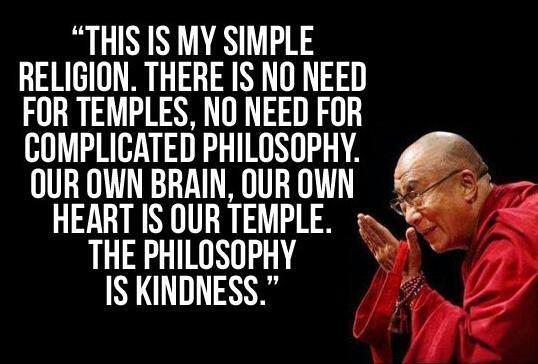 “THIS IS MY SIMPLE
RELIGION. THERE IS NO NEED
FOR TEMPLES, NO NEED FOR
COMPLICATED PHILOSOPHY.
OUR OWN BRAIN, OUR OWN
HEART IS OUR TEMPLE.
THE PHILOSOPHY
IS KINDNESS.”